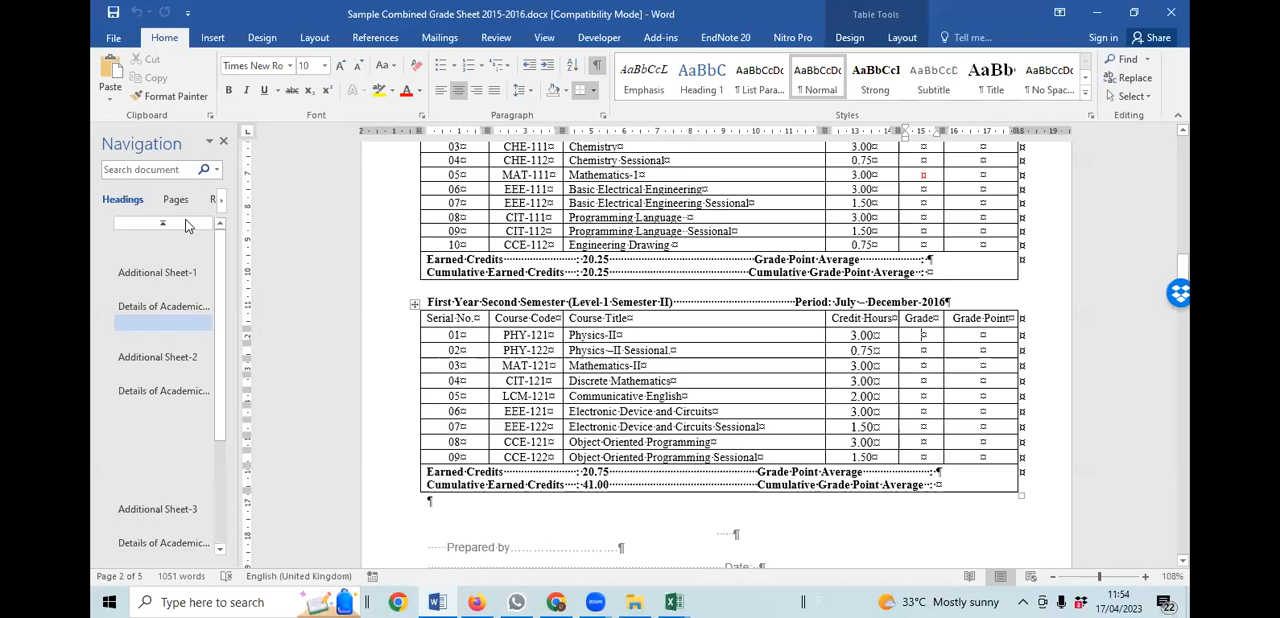 Sample Combined Grade Sheet 2015-2016.docx [Compatibility Mode] - Word
Table Tools
File Home Insert Design Layout References Mailings Review View Developer Add-ins EndNote 20 Nitro Pro Design Layout Tell me... Sign in Share
Paste
Cut
Copy
Format Painter
Clipboard
Times New Ro 10
Font
Paragraph
AaBbCcL Emphasis
AaBbC Heading 1
AaBbCcDc ¶ List Para...
AaBbCcDc ¶ Normal
AaBbCcI Strong
AaBbCcD Subtitle
AaBb( ¶ Title
AaBbCcDc ¶ No Spac...
Styles
Find
Replace
Select
Editing
Navigation
Search document
Headings Pages R
Additional Sheet-1
Details of Academic...
Additional Sheet-2
Details of Academic...
Additional Sheet-3
Details of Academic...
03 CHE-111 Chemistry 3.00
04 CHE-112 Chemistry Sessional 0.75
05 MAT-111 Mathematics-1 3.00
06 EEE-111 Basic Electrical Engineering 3.00
07 EEE-112 Basic Electrical Engineering Sessional 1.50
08 CIT-111 Programming Language 3.00
09 CIT-112 Programming Language Sessional 1.50
10 CCE-112 Engineering Drawing 0.75
Earned Credits : 20.25 Grade Point Average :
Cumulative Earned Credits : 20.25 Cumulative Grade Point Average :
First Year Second Semester (Level-1 Semester II) Period: July – December-2016
Serial No. Course Code Course Title Credit Hours Grade Grade Point
01 PHY-121 Physics-II 3.00
02 PHY-122 Physics –II Sessional. 0.75
03 MAT-121 Mathematics-II 3.00
04 CIT-121 Discrete Mathematics 3.00
05 LCM-121 Communicative English 2.00
06 EEE-121 Electronic Device and Circuits 3.00
07 EEE-122 Electronic Device and Circuits Sessional 1.50
08 CCE-121 Object Oriented Programming 3.00
09 CCE-122 Object Oriented Programming Sessional 1.50
Earned Credits : 20.75 Grade Point Average :
Cumulative Earned Credits : 41.00 Cumulative Grade Point Average :
Prepared by……………………….
Date:
Page 2 of 5 1051 words English (United Kingdom) 108%
Type here to search
33°C Mostly sunny
11:54
17/04/2023
22